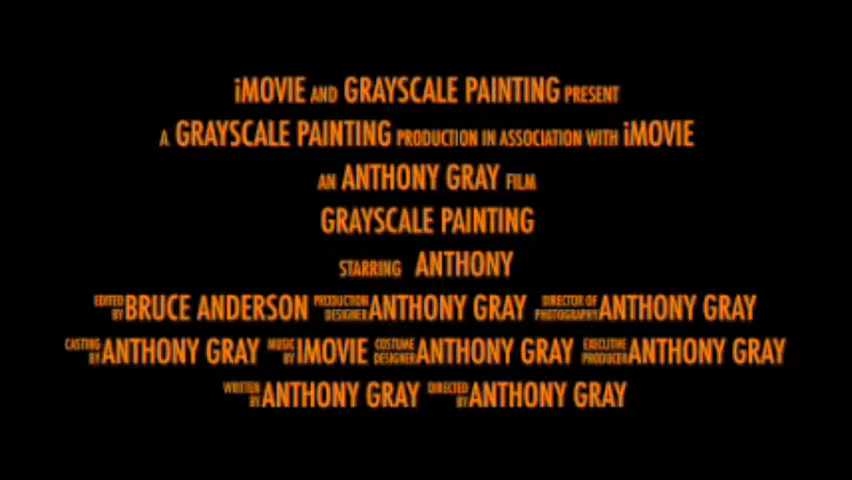 iMOVIE AND GRAYSCALE PAINTING PRESENT
A GRAYSCALE PAINTING PRODUCTION IN ASSOCIATION WITH iMOVIE
AN ANTHONY GRAY FILM
GRAYSCALE PAINTING
STARRING ANTHONY
EDITED BY BRUCE ANDERSON PRODUCTION DESIGNER ANTHONY GRAY DIRECTOR OF PHOTOGRAPHY ANTHONY GRAY
CASTING BY ANTHONY GRAY MUSIC BY IMOVIE COSTUME DESIGNER ANTHONY GRAY EXECUTIVE PRODUCER ANTHONY GRAY
WRITTEN BY ANTHONY GRAY DIRECTED BY ANTHONY GRAY